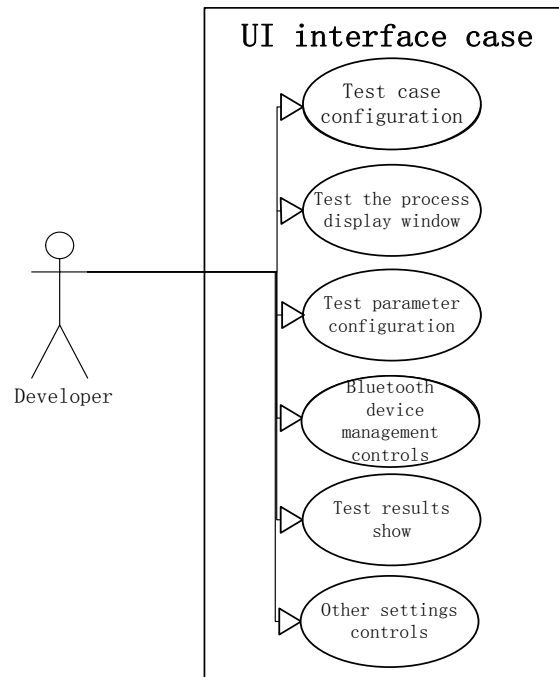 UI interface case
Test case
configuration
Test the process
display window
Developer
Test parameter
configuration
Bluetooth
device
management
controls
Test results
show
Other settings
controls